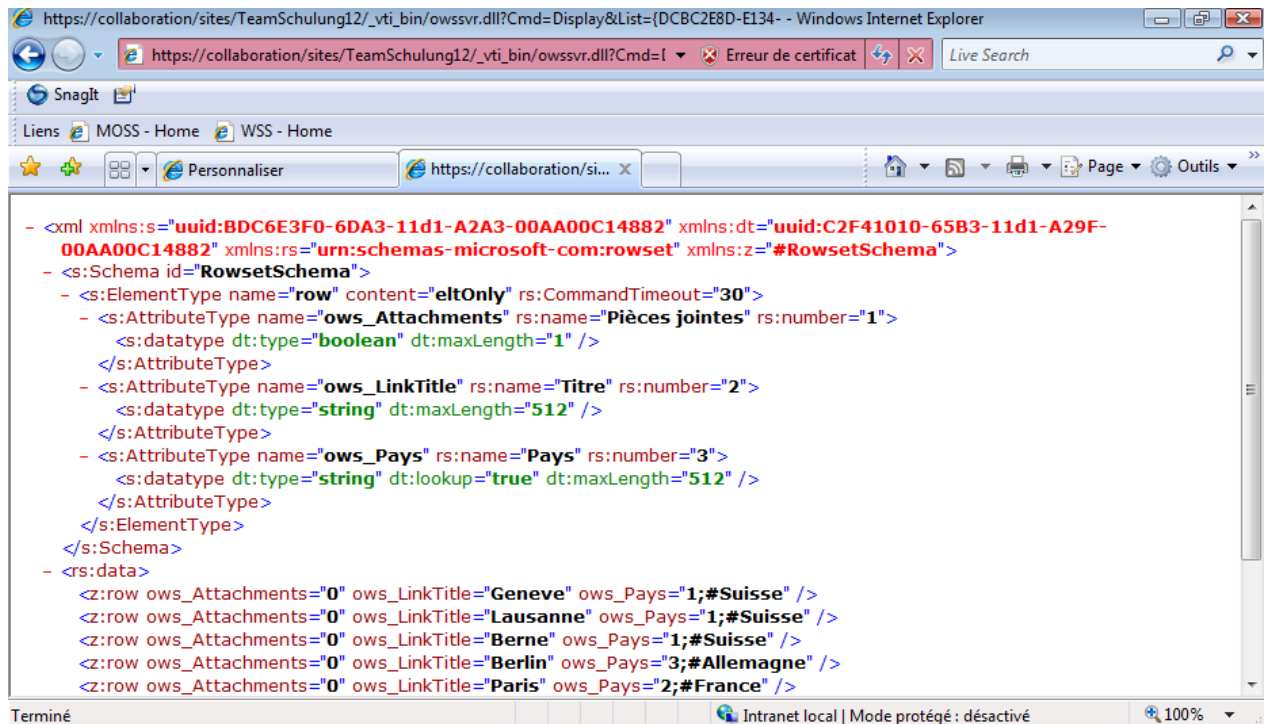 https://collaboration/sites/TeamSchulung12/_vti_bin/owssvr.dll?Cmd=Display&List={DCBC2E8D-E134- - Windows Internet Explorer
https://collaboration/sites/TeamSchulung12/_vti_bin/owssvr.dll?Cmd=D Erreur de certificat Live Search
SnagIt
Liens MOSS - Home WSS - Home
Personnaliser https://collaboration/si... Page Outils
- <xml xmlns:s="uuid:BDC6E3F0-6DA3-11d1-A2A3-00AA00C14882" xmlns:dt="uuid:C2F41010-65B3-11d1-A29F-
00AA00C14882" xmlns:rs="urn:schemas-microsoft-com:rowset" xmlns:z="#RowsetSchema">
- <s:Schema id="RowsetSchema">
- <s:ElementType name="row" content="eltOnly" rs:CommandTimeout="30">
- <s:AttributeType name="ows_Attachments" rs:name="Pièces jointes" rs:number="1">
<s:datatype dt:type="boolean" dt:maxLength="1" />
</s:AttributeType>
- <s:AttributeType name="ows_LinkTitle" rs:name="Titre" rs:number="2">
<s:datatype dt:type="string" dt:maxLength="512" />
</s:AttributeType>
- <s:AttributeType name="ows_Pays" rs:name="Pays" rs:number="3">
<s:datatype dt:type="string" dt:lookup="true" dt:maxLength="512" />
</s:AttributeType>
</s:ElementType>
</s:Schema>
- <rs:data>
<z:row ows_Attachments="0" ows_LinkTitle="Geneve" ows_Pays="1;#Suisse" />
<z:row ows_Attachments="0" ows_LinkTitle="Lausanne" ows_Pays="1;#Suisse" />
<z:row ows_Attachments="0" ows_LinkTitle="Berne" ows_Pays="1;#Suisse" />
<z:row ows_Attachments="0" ows_LinkTitle="Berlin" ows_Pays="3;#Allemagne" />
<z:row ows_Attachments="0" ows_LinkTitle="Paris" ows_Pays="2;#France" />
Terminé Intranet local | Mode protégé : désactivé 100%